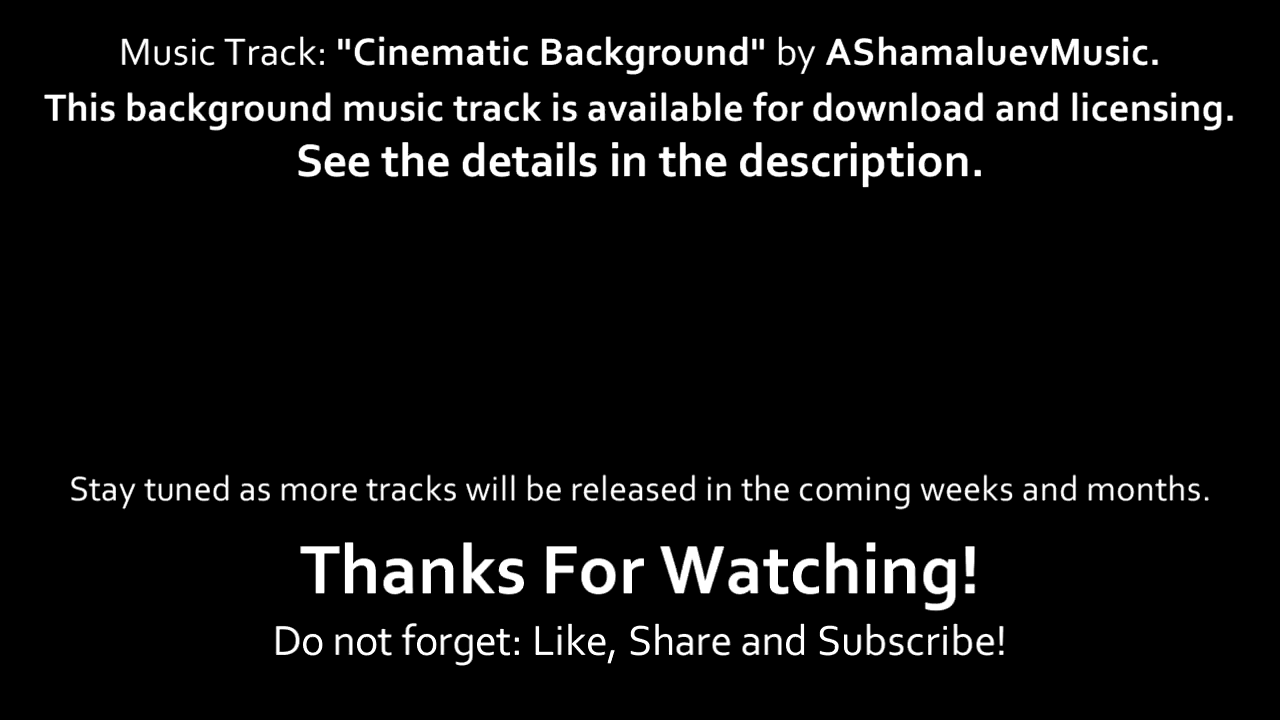 Music Track: "Cinematic Background" by AShamaluevMusic.
This background music track is available for download and licensing.
See the details in the description.
Stay tuned as more tracks will be released in the coming weeks and months.
Thanks For Watching!
Do not forget: Like, Share and Subscribe!